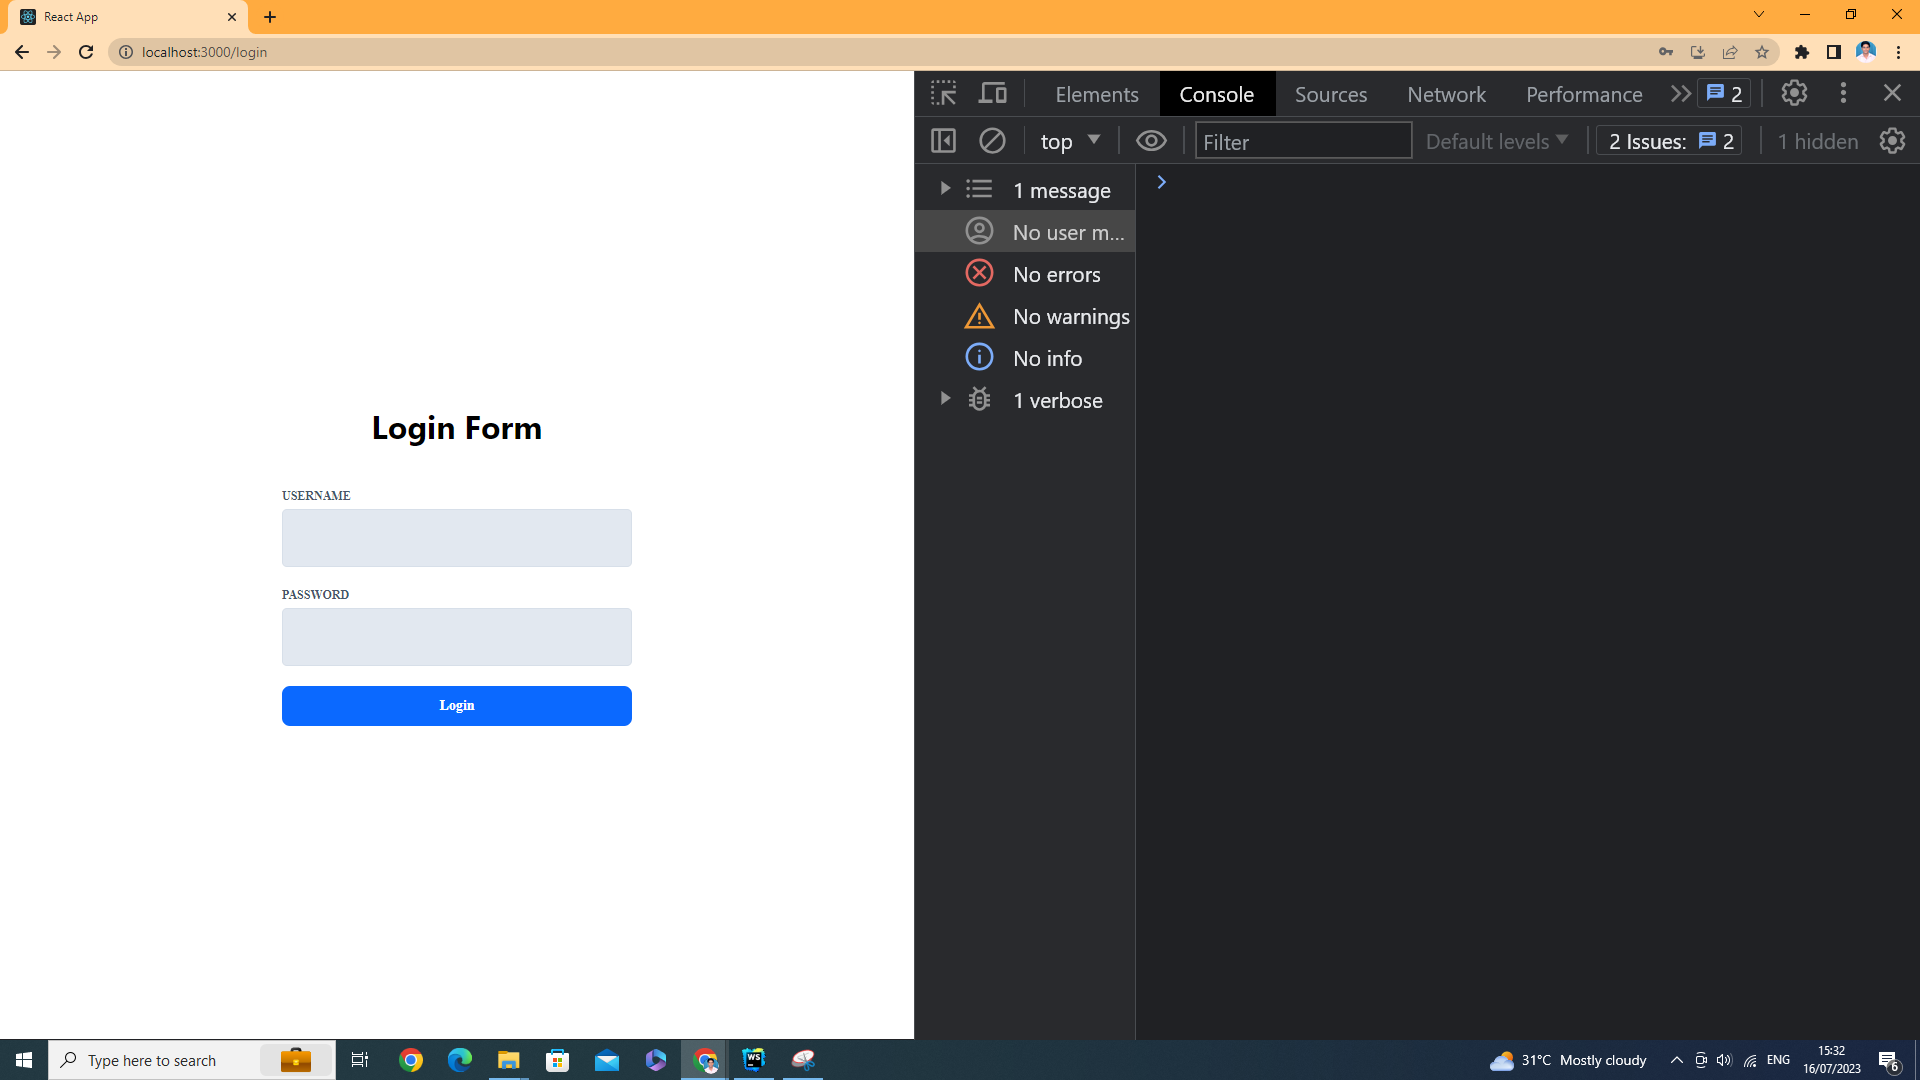 React App
localhost:3000/login
Elements
Console
Sources
Network
Performance
2
top
Filter
Default levels
2 Issues:
2
1 hidden
1 message
No user m...
No errors
No warnings
No info
1 verbose
Login Form
USERNAME
PASSWORD
Login
Type here to search
WS
31°C Mostly cloudy
ENG
15:32
16/07/2023
6